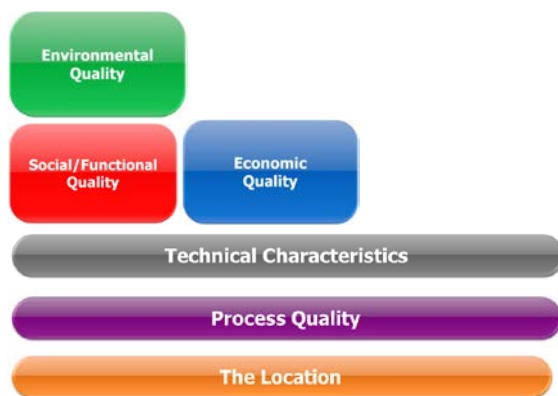 Environmental
Quality
Social/Functional
Quality
Economic
Quality
Technical Characteristics
Process Quality
The Location